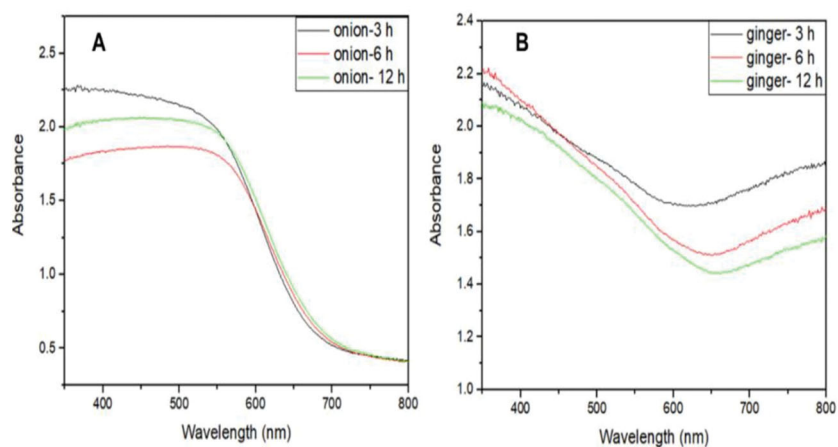 A
onion-3 h
onion-6 h
onion- 12 h
2.5
2.0
1.5
1.0
0.5
Absorbance
400 500 600 700 800
Wavelength (nm)
B
ginger- 3 h
ginger- 6 h
ginger- 12 h
2.4
2.2
2.0
1.8
1.6
1.4
1.2
1.0
Absorbance
400 500 600 700 800
Wavelength (nm)